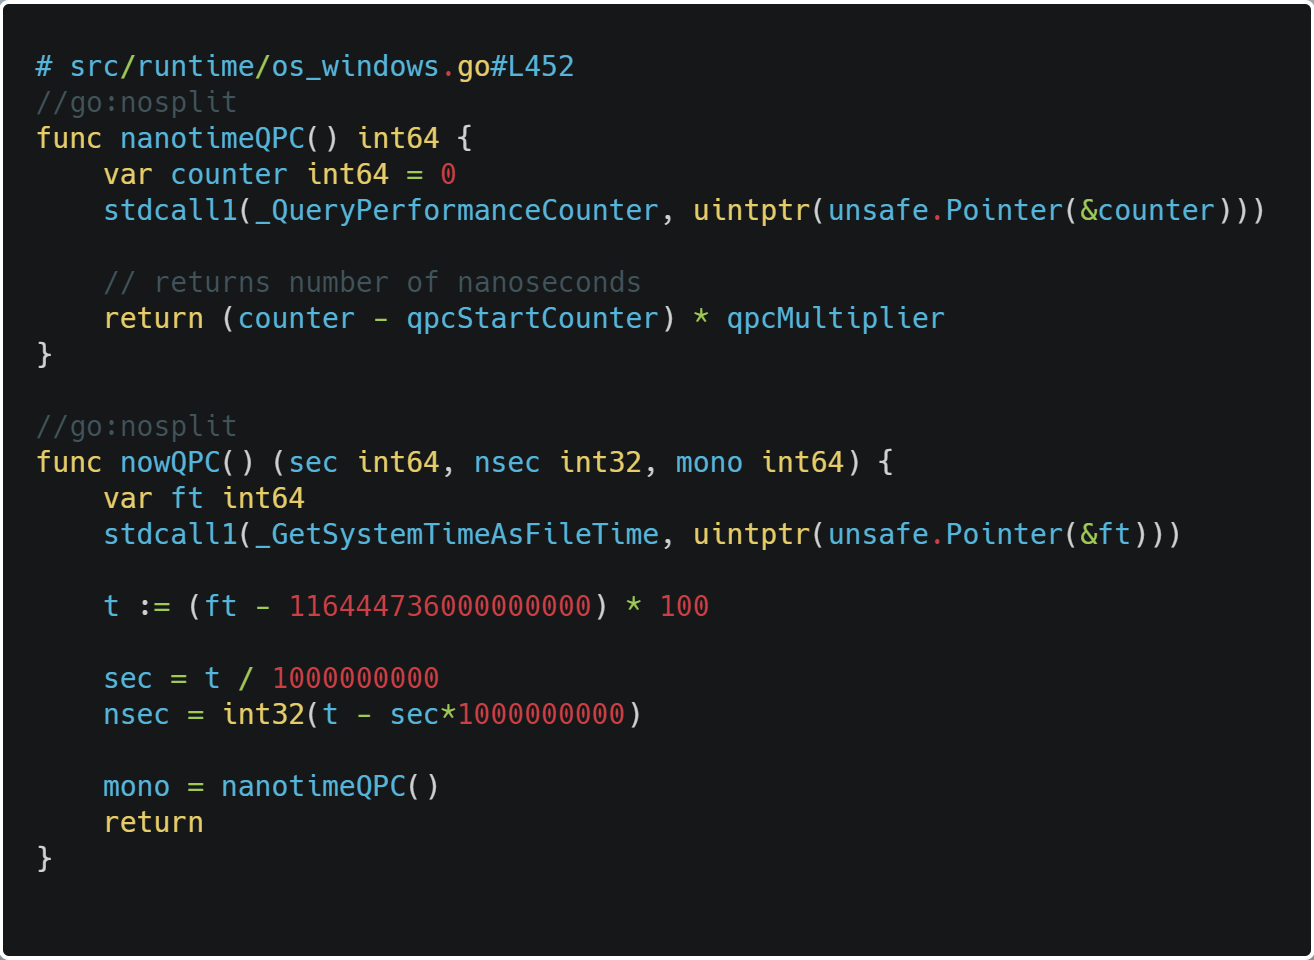 # src/runtime/os_windows.go#L452
//go:nosplit
func nanotimeQPC() int64 {
    var counter int64 = 0
    stdcall1(_QueryPerformanceCounter, uintptr(unsafe.Pointer(&counter)))

    // returns number of nanoseconds
    return (counter - qpcStartCounter) * qpcMultiplier
}

//go:nosplit
func nowQPC() (sec int64, nsec int32, mono int64) {
    var ft int64
    stdcall1(_GetSystemTimeAsFileTime, uintptr(unsafe.Pointer(&ft)))

    t := (ft - 116444736000000000) * 100

    sec = t / 1000000000
    nsec = int32(t - sec*1000000000)

    mono = nanotimeQPC()
    return
}